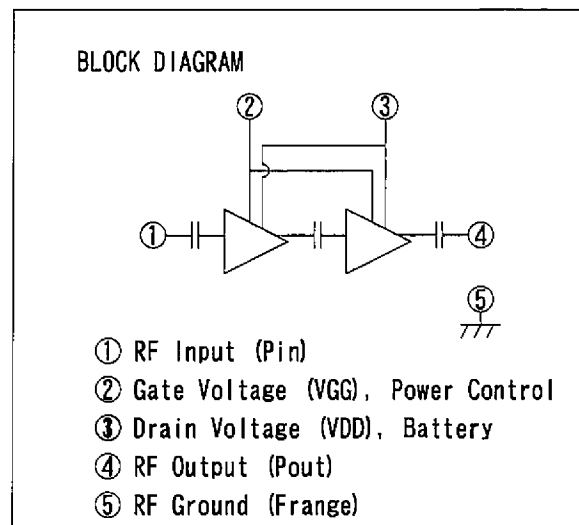 BLOCK DIAGRAM
② ③
① ④
⑤
① RF Input (Pin)
② Gate Voltage (VGG), Power Control
③ Drain Voltage (VDD), Battery
④ RF Output (Pout)
⑤ RF Ground (Frange)